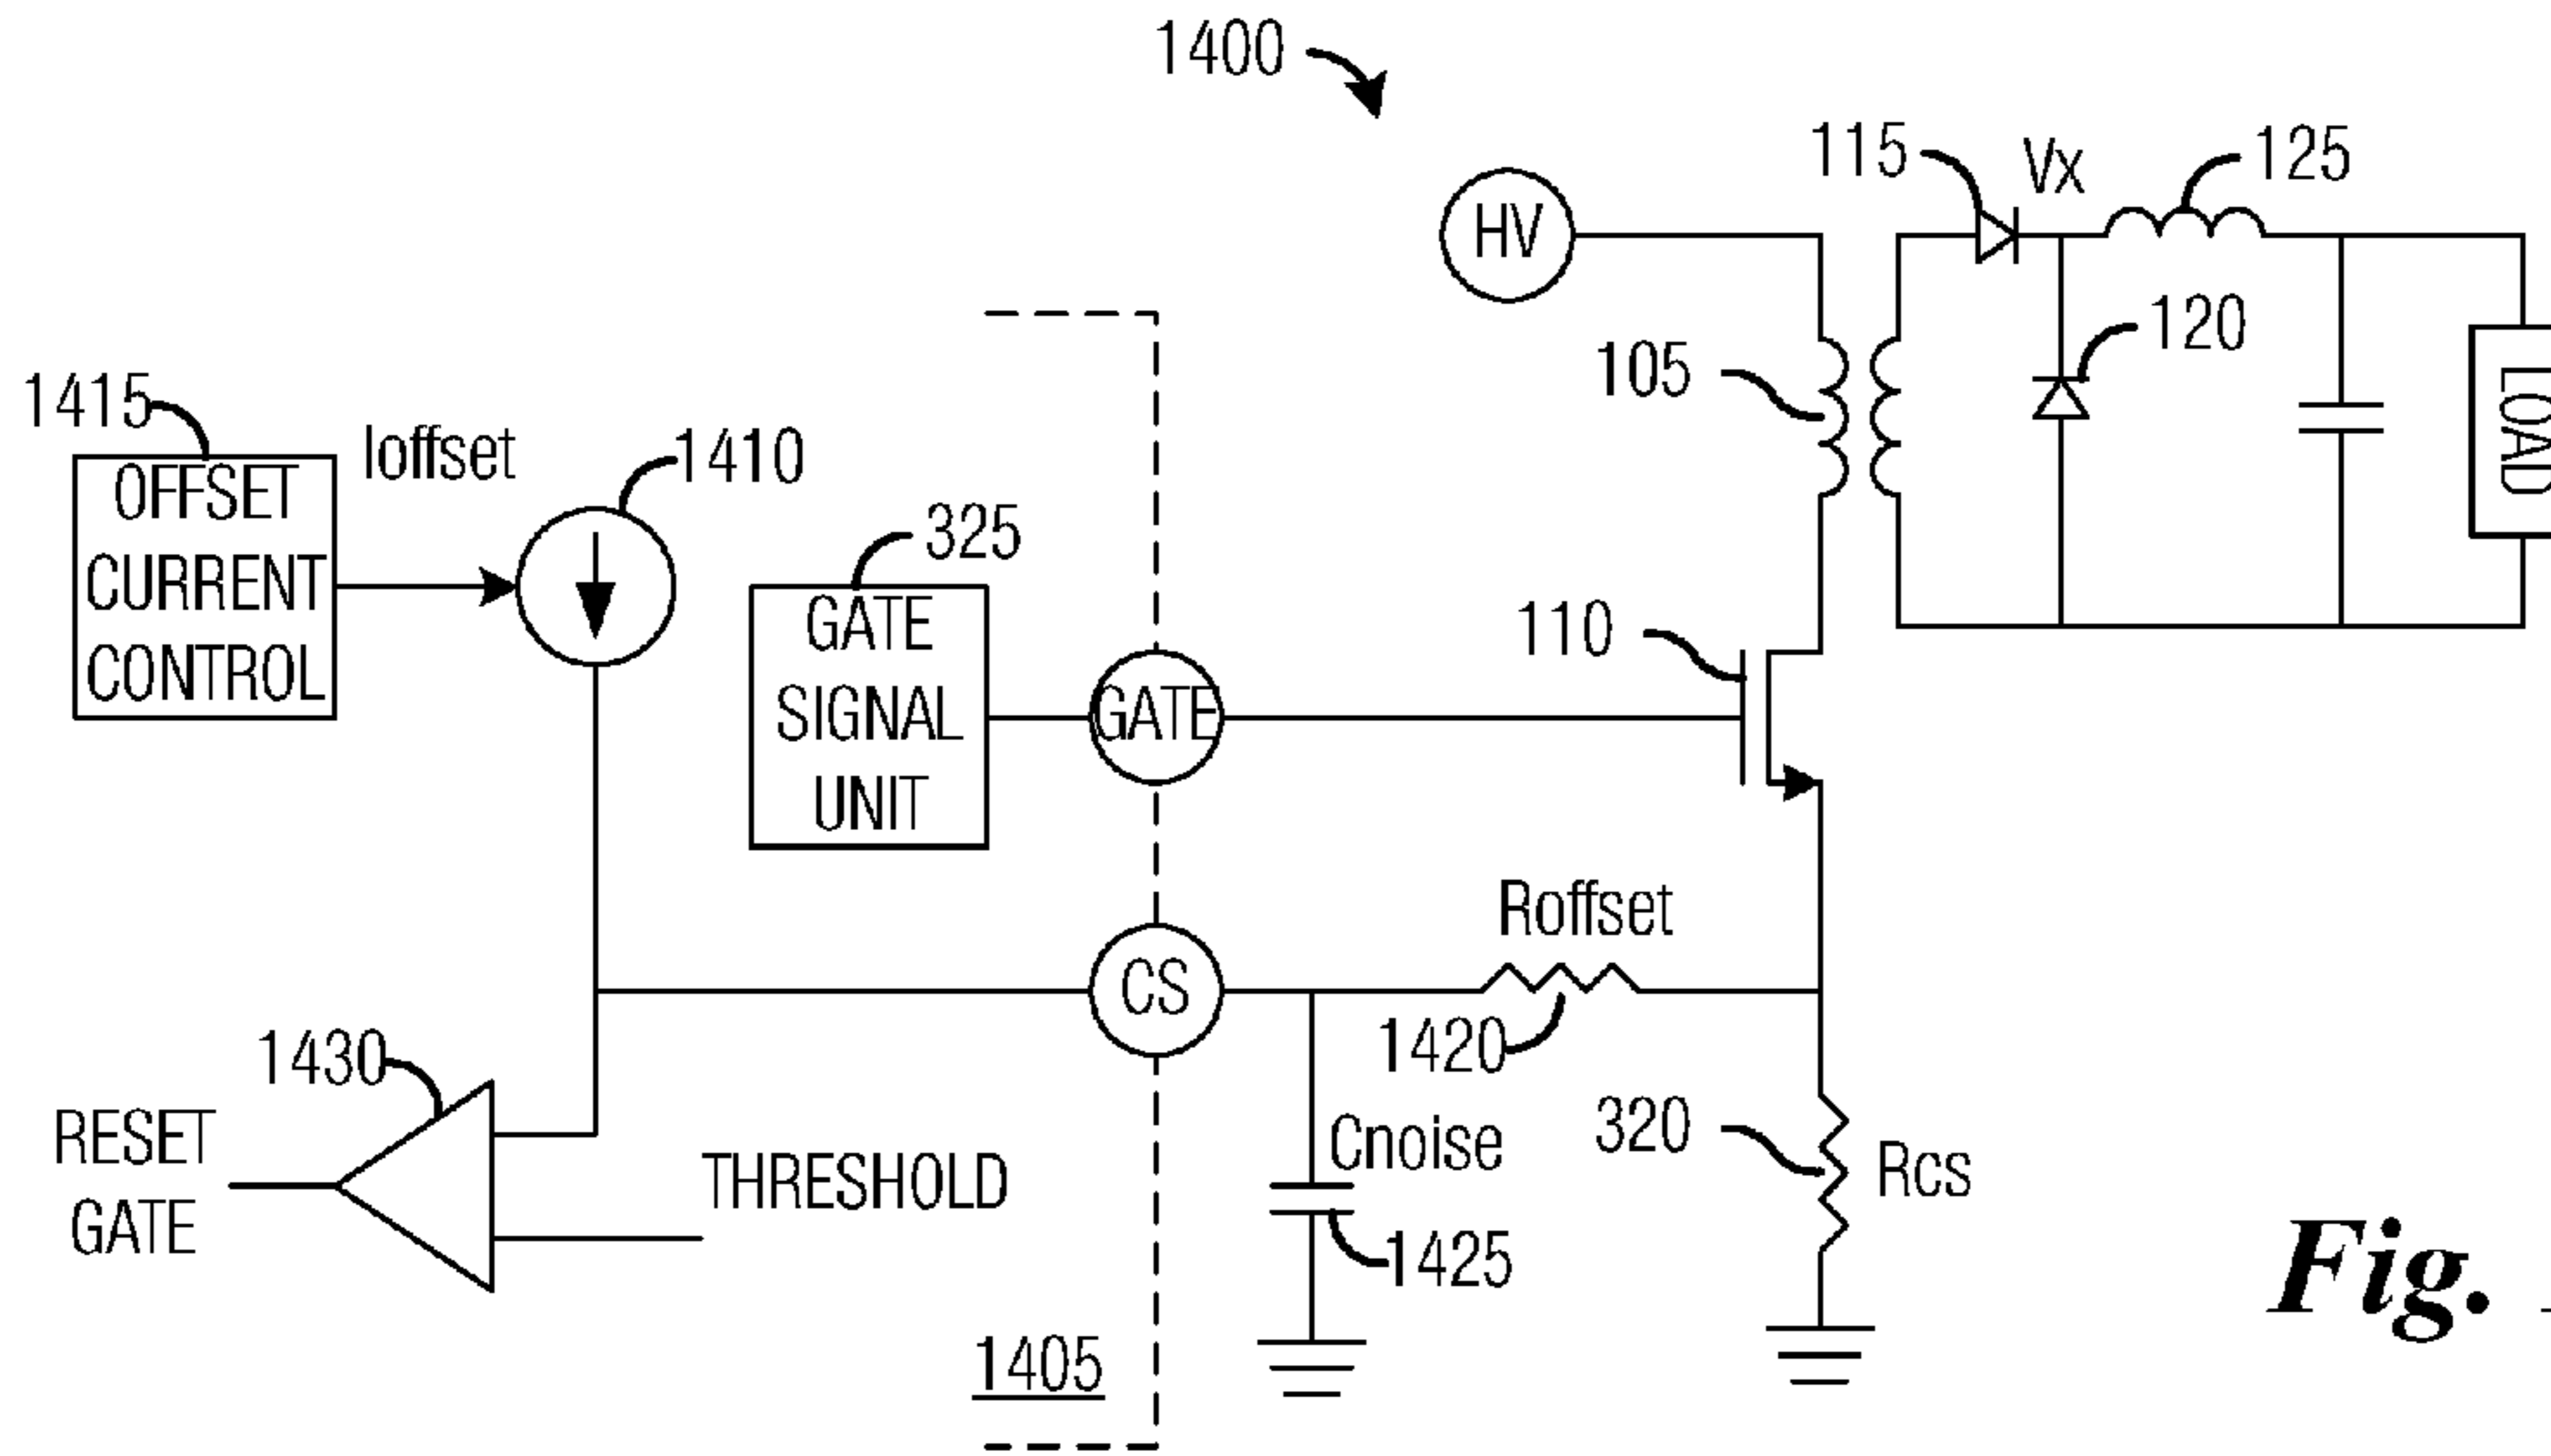 1400
115
Vx
125
HV
120
105
LOAD
1415
Ioffset
1410
OFFSET
CURRENT
CONTROL
325
GATE
SIGNAL
UNIT
GATE
110
Roffset
CS
1420
1430
RESET
GATE
THRESHOLD
Cnoise
320
Rcs
1425
1405
Fig.